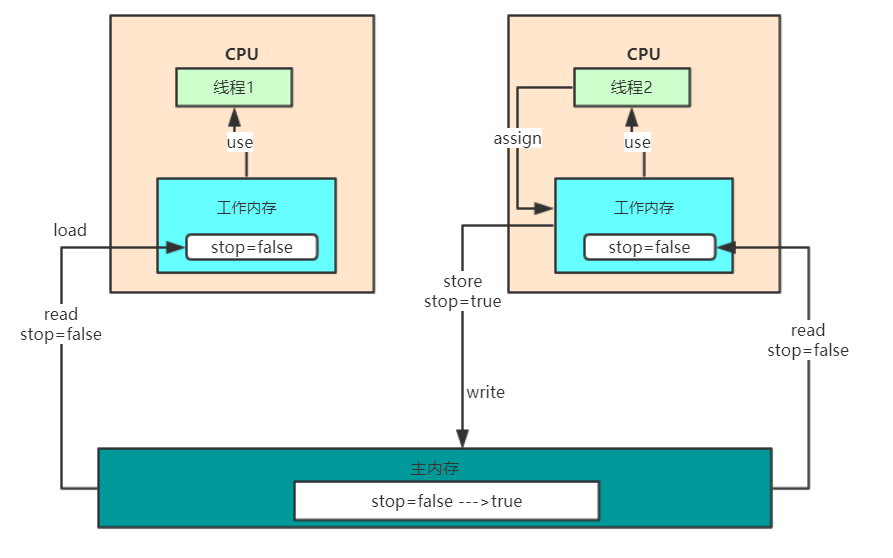 CPU
线程1
use
工作内存
stop=false
load
read
stop=false
CPU
线程2
assign
use
工作内存
stop=false
store
stop=true
write
read
stop=false
主内存
stop=false --->true